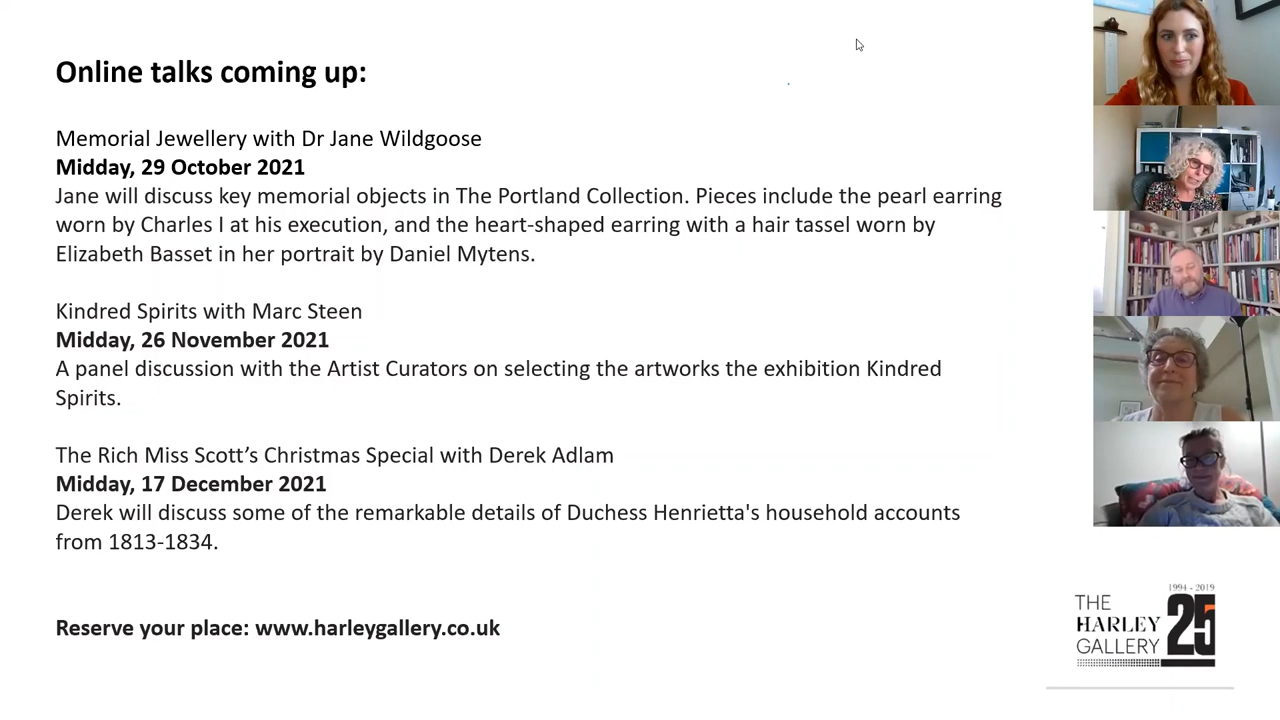 Online talks coming up:
Memorial Jewellery with Dr Jane Wildgoose
Midday, 29 October 2021
Jane will discuss key memorial objects in The Portland Collection. Pieces include the pearl earring
worn by Charles I at his execution, and the heart-shaped earring with a hair tassel worn by
Elizabeth Basset in her portrait by Daniel Mytens.
Kindred Spirits with Marc Steen
Midday, 26 November 2021
A panel discussion with the Artist Curators on selecting the artworks the exhibition Kindred
Spirits.
The Rich Miss Scott’s Christmas Special with Derek Adlam
Midday, 17 December 2021
Derek will discuss some of the remarkable details of Duchess Henrietta's household accounts
from 1813-1834.
Reserve your place: www.harleygallery.co.uk
1994 - 2019
THE
HARLEY
GALLERY
25